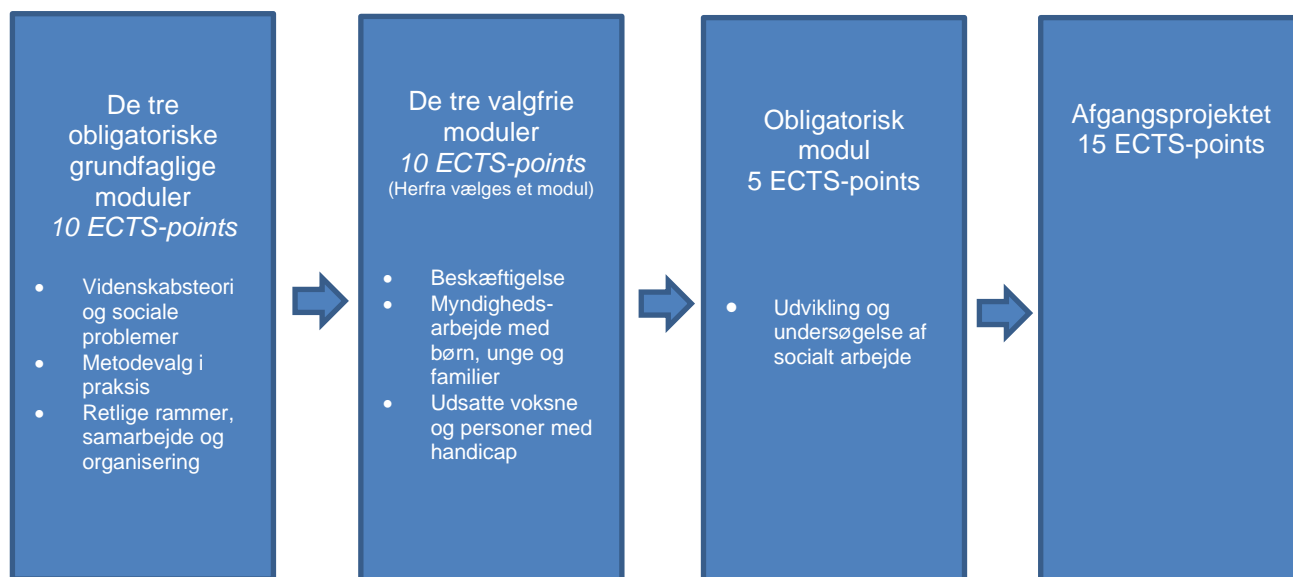 De tre
obligatoriske
grundfaglige
moduler
10 ECTS-points
• Videnskabsteori
og sociale
problemer
• Metodevalg i
praksis
• Retlige rammer,
samarbejde og
organisering
De tre valgfrie
moduler
10 ECTS-points
(Herfra vælges et modul)
• Beskæftigelse
• Myndigheds-
arbejde med
børn, unge og
familier
• Udsatte voksne
og personer med
handicap
Obligatorisk
modul
5 ECTS-points
• Udvikling og
undersøgelse af
socialt arbejde
Afgangsprojektet
15 ECTS-points